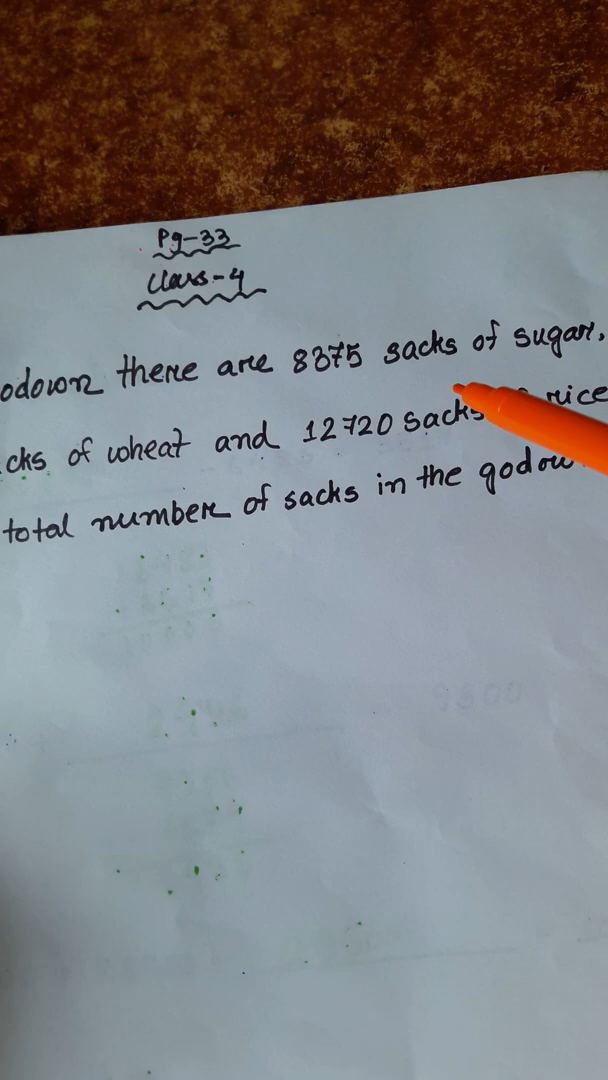 Pg-33
Class-4
odown there are 8375 sacks of sugar.
cks of wheat and 12720 sacks rice
total number of sacks in the godow